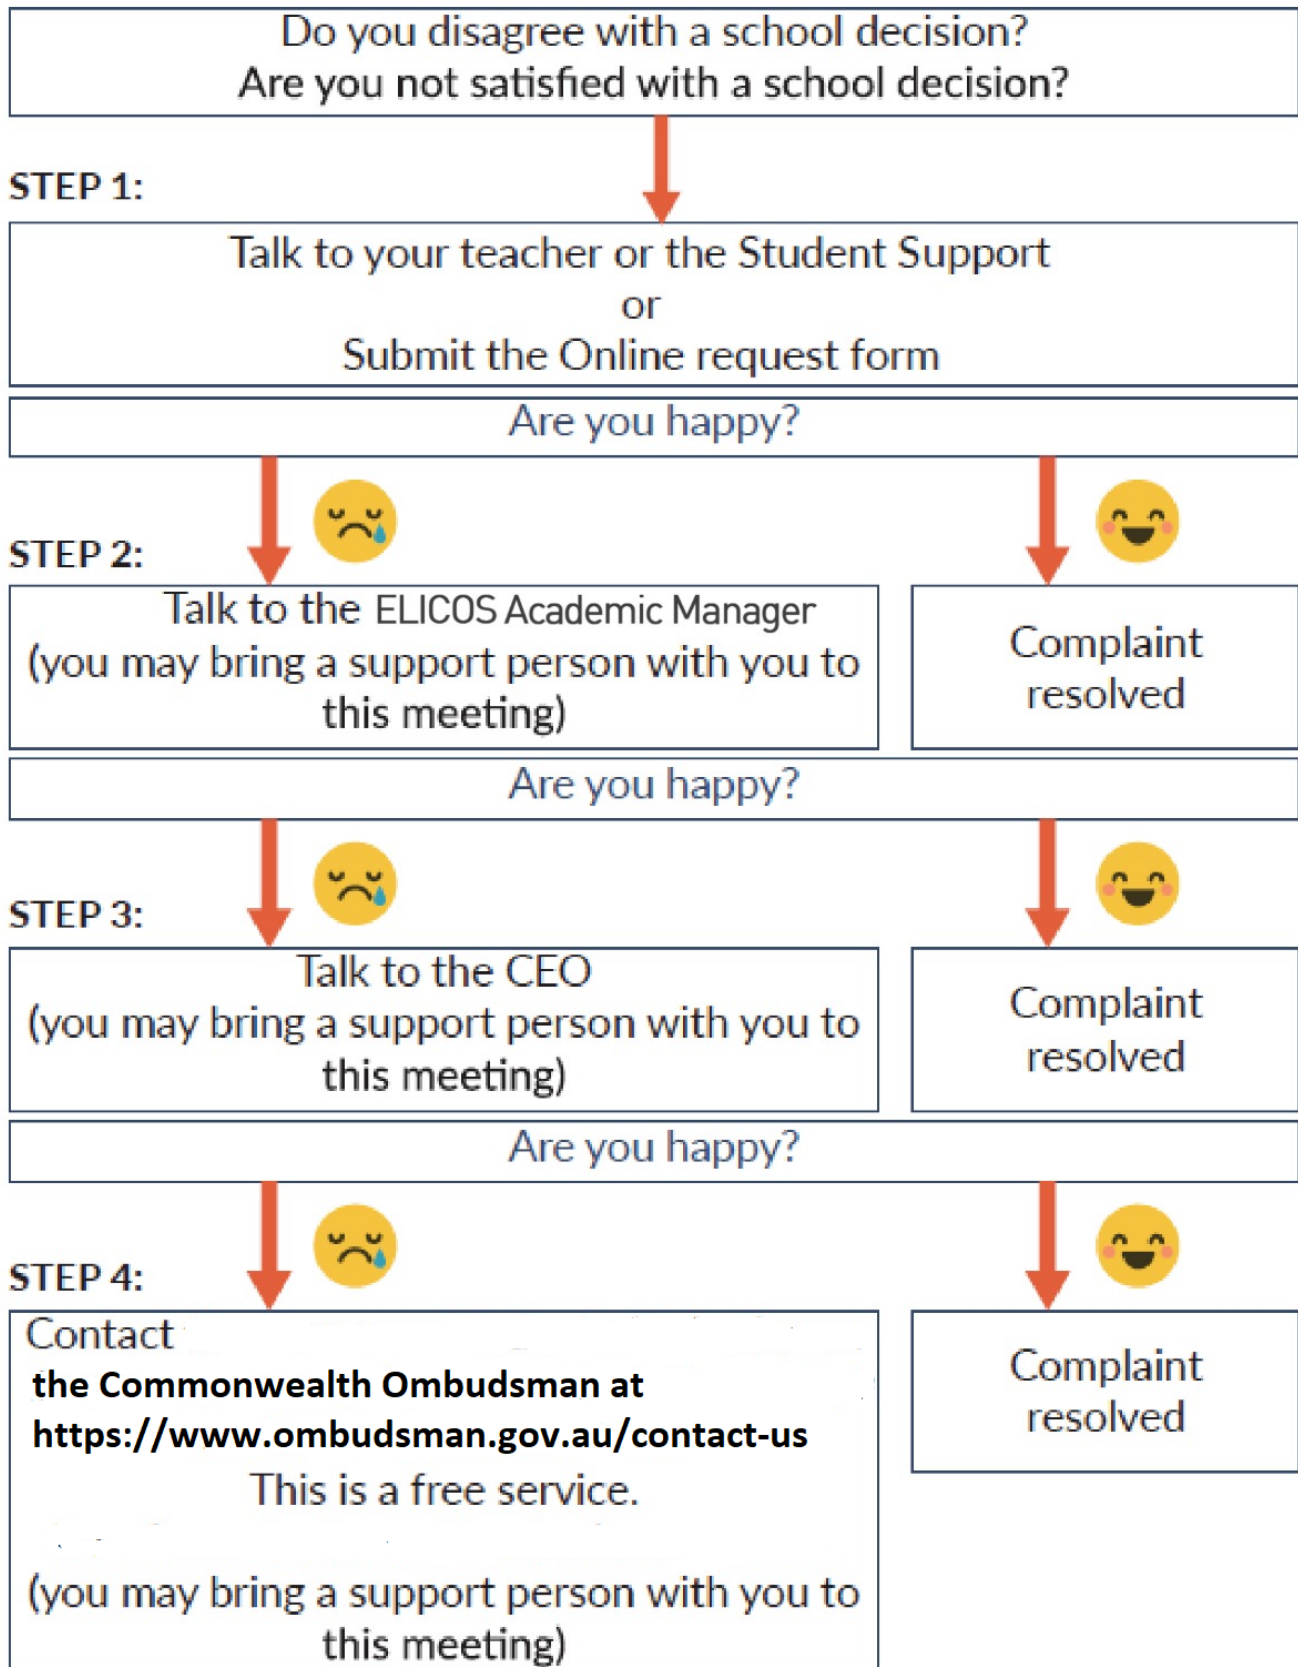 Do you disagree with a school decision?
Are you not satisfied with a school decision?
STEP 1:
Talk to your teacher or the Student Support
or
Submit the Online request form
Are you happy?
STEP 2:
Talk to the ELICOS Academic Manager
(you may bring a support person with you to
this meeting)
Complaint
resolved
Are you happy?
STEP 3:
Talk to the CEO
(you may bring a support person with you to
this meeting)
Complaint
resolved
Are you happy?
STEP 4:
Contact
the Commonwealth Ombudsman at
https://www.ombudsman.gov.au/contact-us
This is a free service.
(you may bring a support person with you to
this meeting)
Complaint
resolved